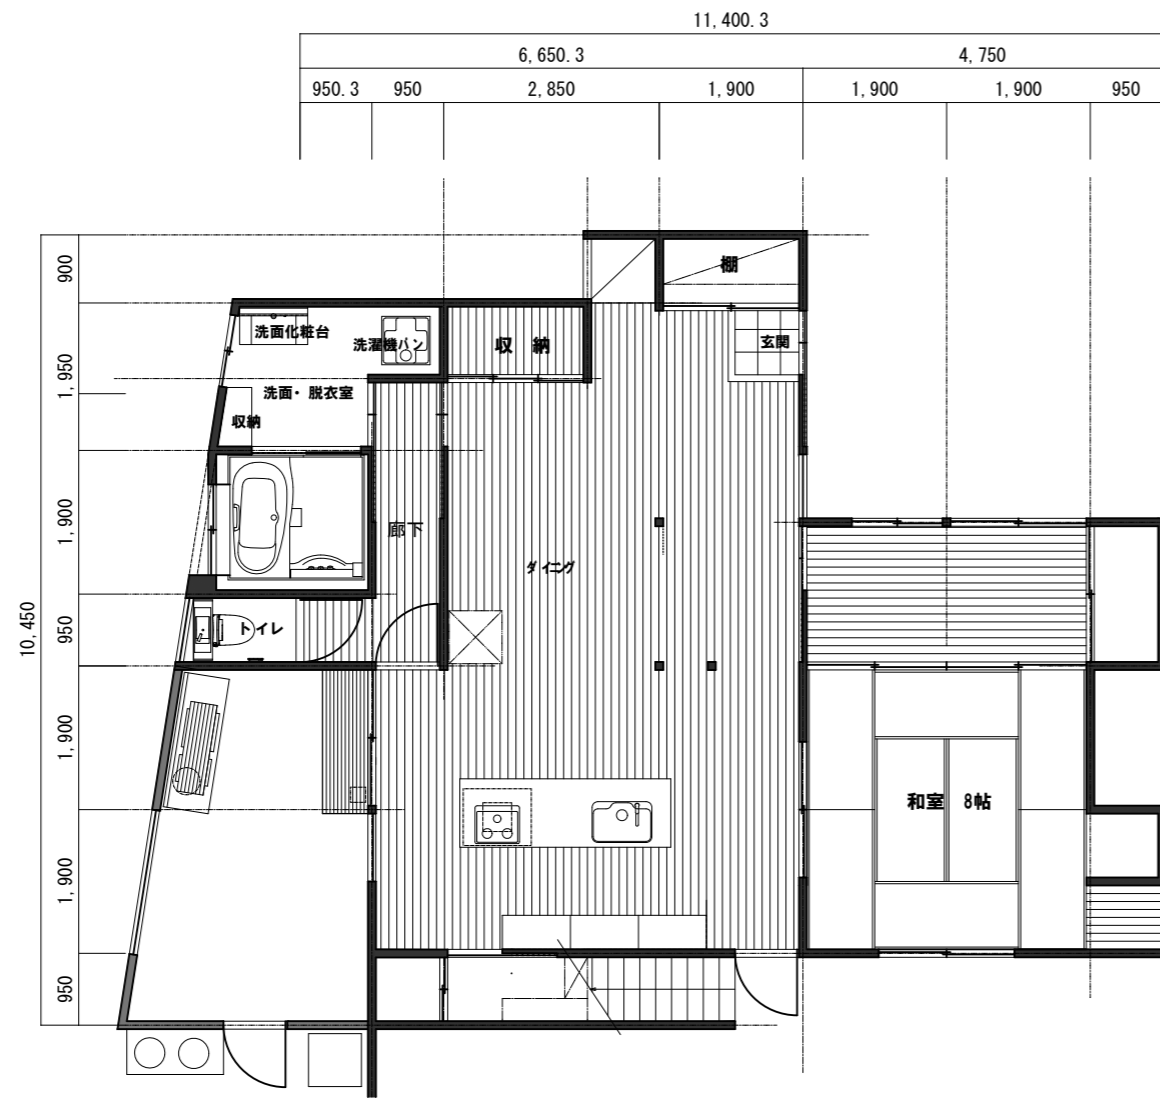 11,400.3
6,650.3
4,750
950.3
950
2,850
1,900
1,900
1,900
950
900
1,950
1,900
950
1,900
1,900
950
10,450
棚
洗面化粧台
洗濯機パン
収 納
玄関
洗面・脱衣室
収納
廊下
ダイニング
トイレ
和室 8帖